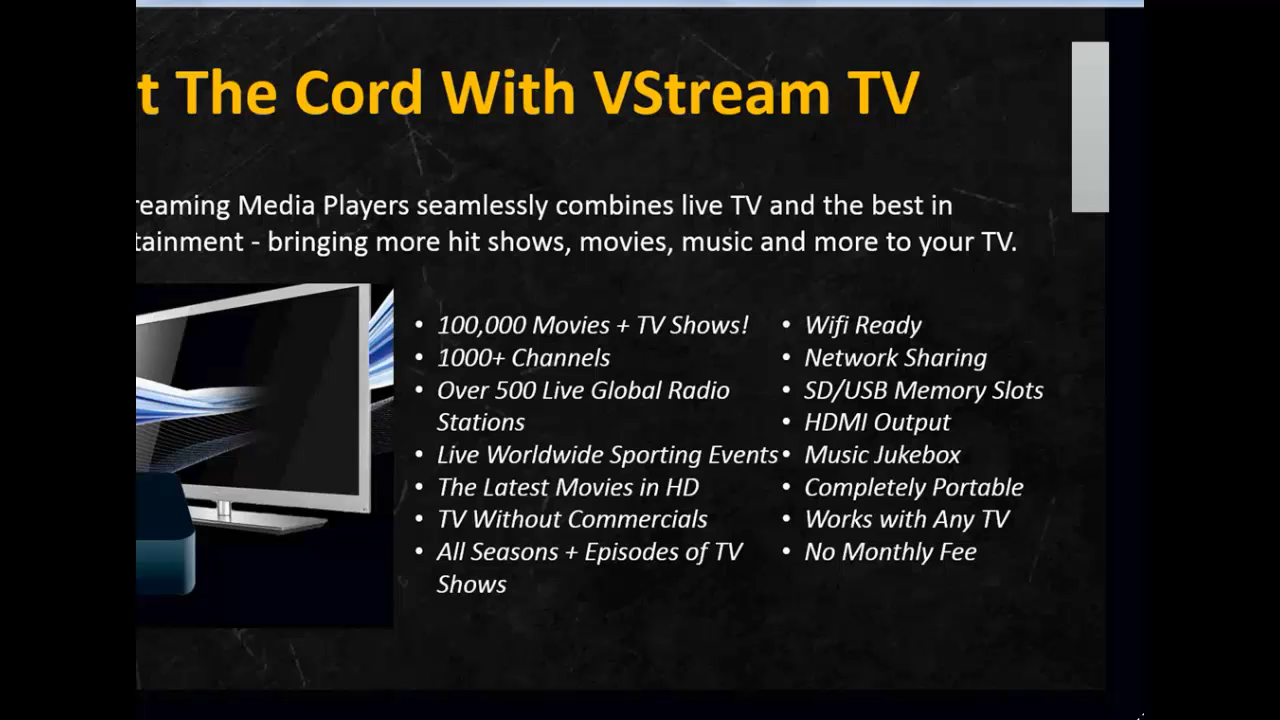 t The Cord With VStream TV
reaming Media Players seamlessly combines live TV and the best in
tainment - bringing more hit shows, movies, music and more to your TV.
• 100,000 Movies + TV Shows!
• 1000+ Channels
• Over 500 Live Global Radio
Stations
• Live Worldwide Sporting Events
• The Latest Movies in HD
• TV Without Commercials
• All Seasons + Episodes of TV
Shows
• Wifi Ready
• Network Sharing
• SD/USB Memory Slots
• HDMI Output
• Music Jukebox
• Completely Portable
• Works with Any TV
• No Monthly Fee